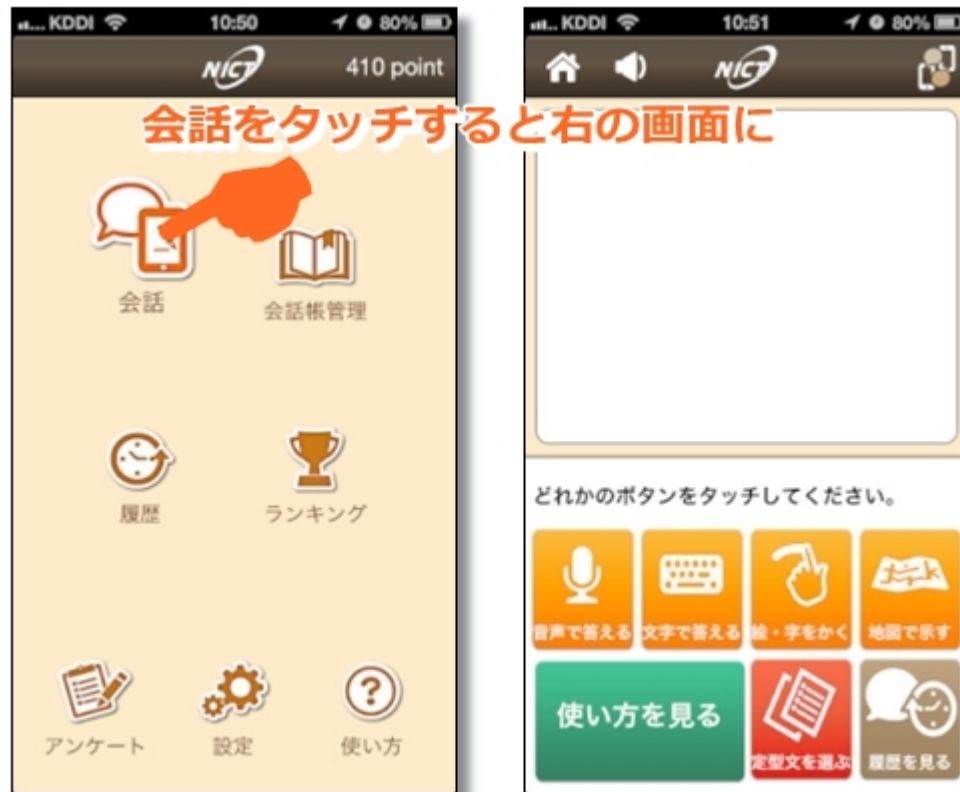 KDDI 10:50 80%
NICT 410 point
会話をタッチすると右の画面に
会話
会話帳管理
履歴
ランキング
アンケート
設定
使い方
KDDI 10:51 80%
NICT
どれかのボタンをタッチしてください。
音声で答える
文字で答える
絵・字をかく
地図で示す
使い方を見る
定型文を選ぶ
履歴を見る